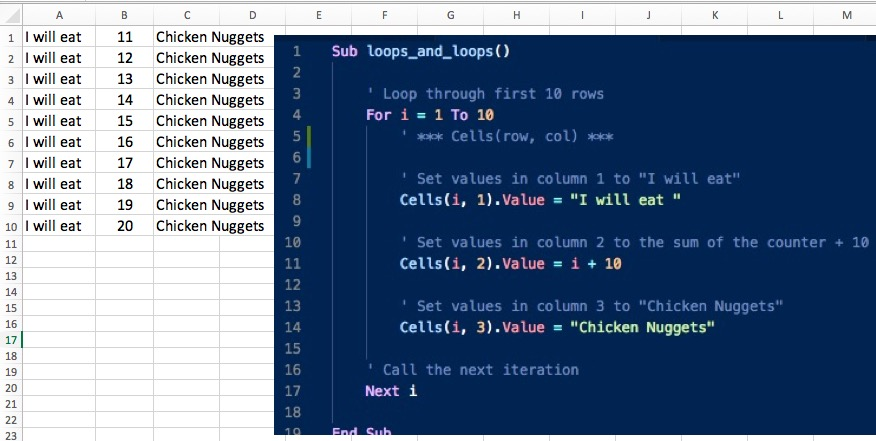 A B C D E F G H I J K L M
1 I will eat 11 Chicken Nuggets
2 I will eat 12 Chicken Nuggets
3 I will eat 13 Chicken Nuggets
4 I will eat 14 Chicken Nuggets
5 I will eat 15 Chicken Nuggets
6 I will eat 16 Chicken Nuggets
7 I will eat 17 Chicken Nuggets
8 I will eat 18 Chicken Nuggets
9 I will eat 19 Chicken Nuggets
10 I will eat 20 Chicken Nuggets
11
12
13
14
15
16
17
18
19
20
21
22
23
1 Sub loops_and_loops()
2
3 ' Loop through first 10 rows
4 For i = 1 To 10
5 ' *** Cells(row, col) ***
6
7 ' Set values in column 1 to "I will eat"
8 Cells(i, 1).Value = "I will eat "
9
10 ' Set values in column 2 to the sum of the counter + 10
11 Cells(i, 2).Value = i + 10
12
13 ' Set values in column 3 to "Chicken Nuggets"
14 Cells(i, 3).Value = "Chicken Nuggets"
15
16 ' Call the next iteration
17 Next i
18
19 End Sub